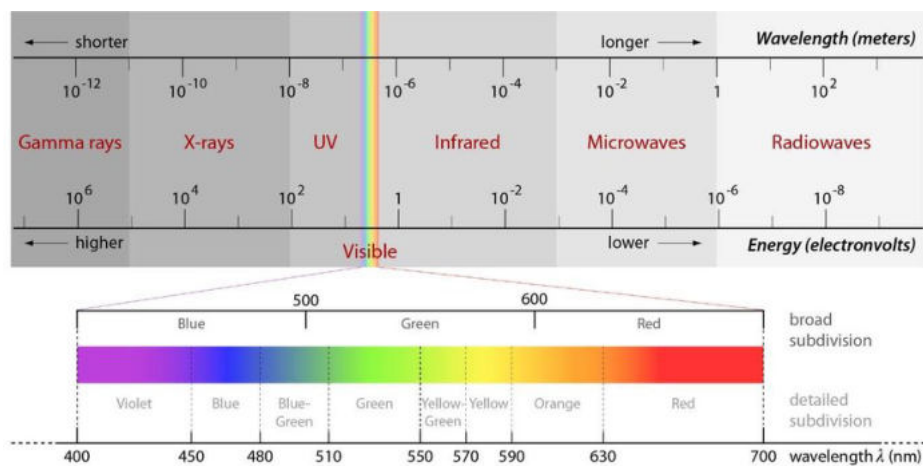 ← shorter longer → Wavelength (meters)
10⁻¹² 10⁻¹⁰ 10⁻⁸ 10⁻⁶ 10⁻⁴ 10⁻² 1 10²
Gamma rays X-rays UV Infrared Microwaves Radiowaves
10⁶ 10⁴ 10² 1 10⁻² 10⁻⁴ 10⁻⁶ 10⁻⁸
← higher Visible lower → Energy (electronvolts)
500 600
Blue Green Red broad
subdivision
Violet Blue Blue- Green Yellow- Yellow Orange Red detailed
Green Green subdivision
400 450 480 510 550 570 590 630 700 wavelength λ (nm)